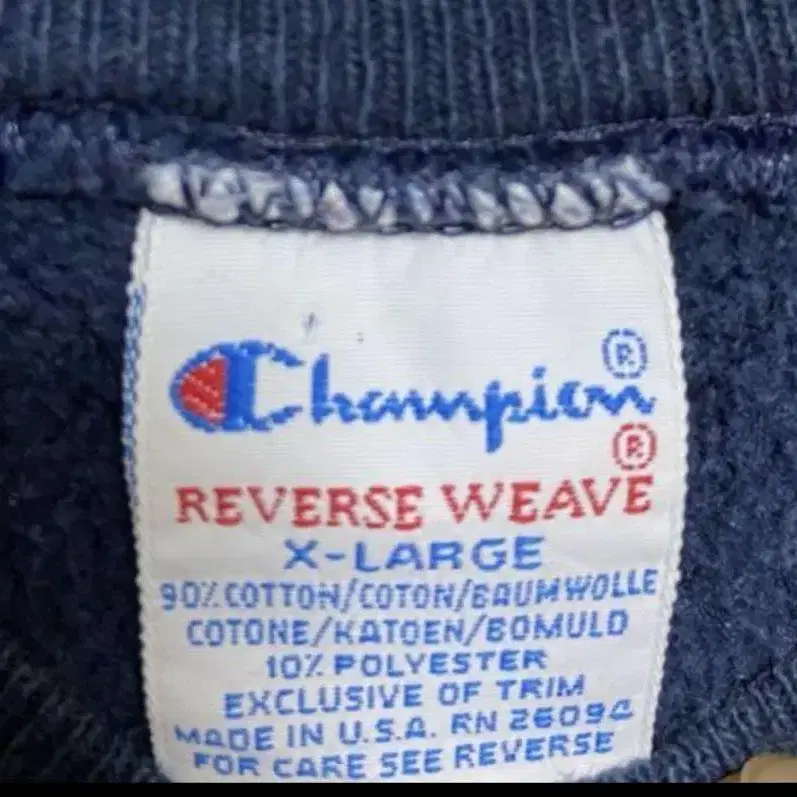 Champion®
®
REVERSE WEAVE
X-LARGE
90% COTTON/COTON/BAUMWOLLE
COTONE/KATOEN/BOMULD
10% POLYESTER
EXCLUSIVE OF TRIM
MADE IN U.S.A. RN 26094
FOR CARE SEE REVERSE